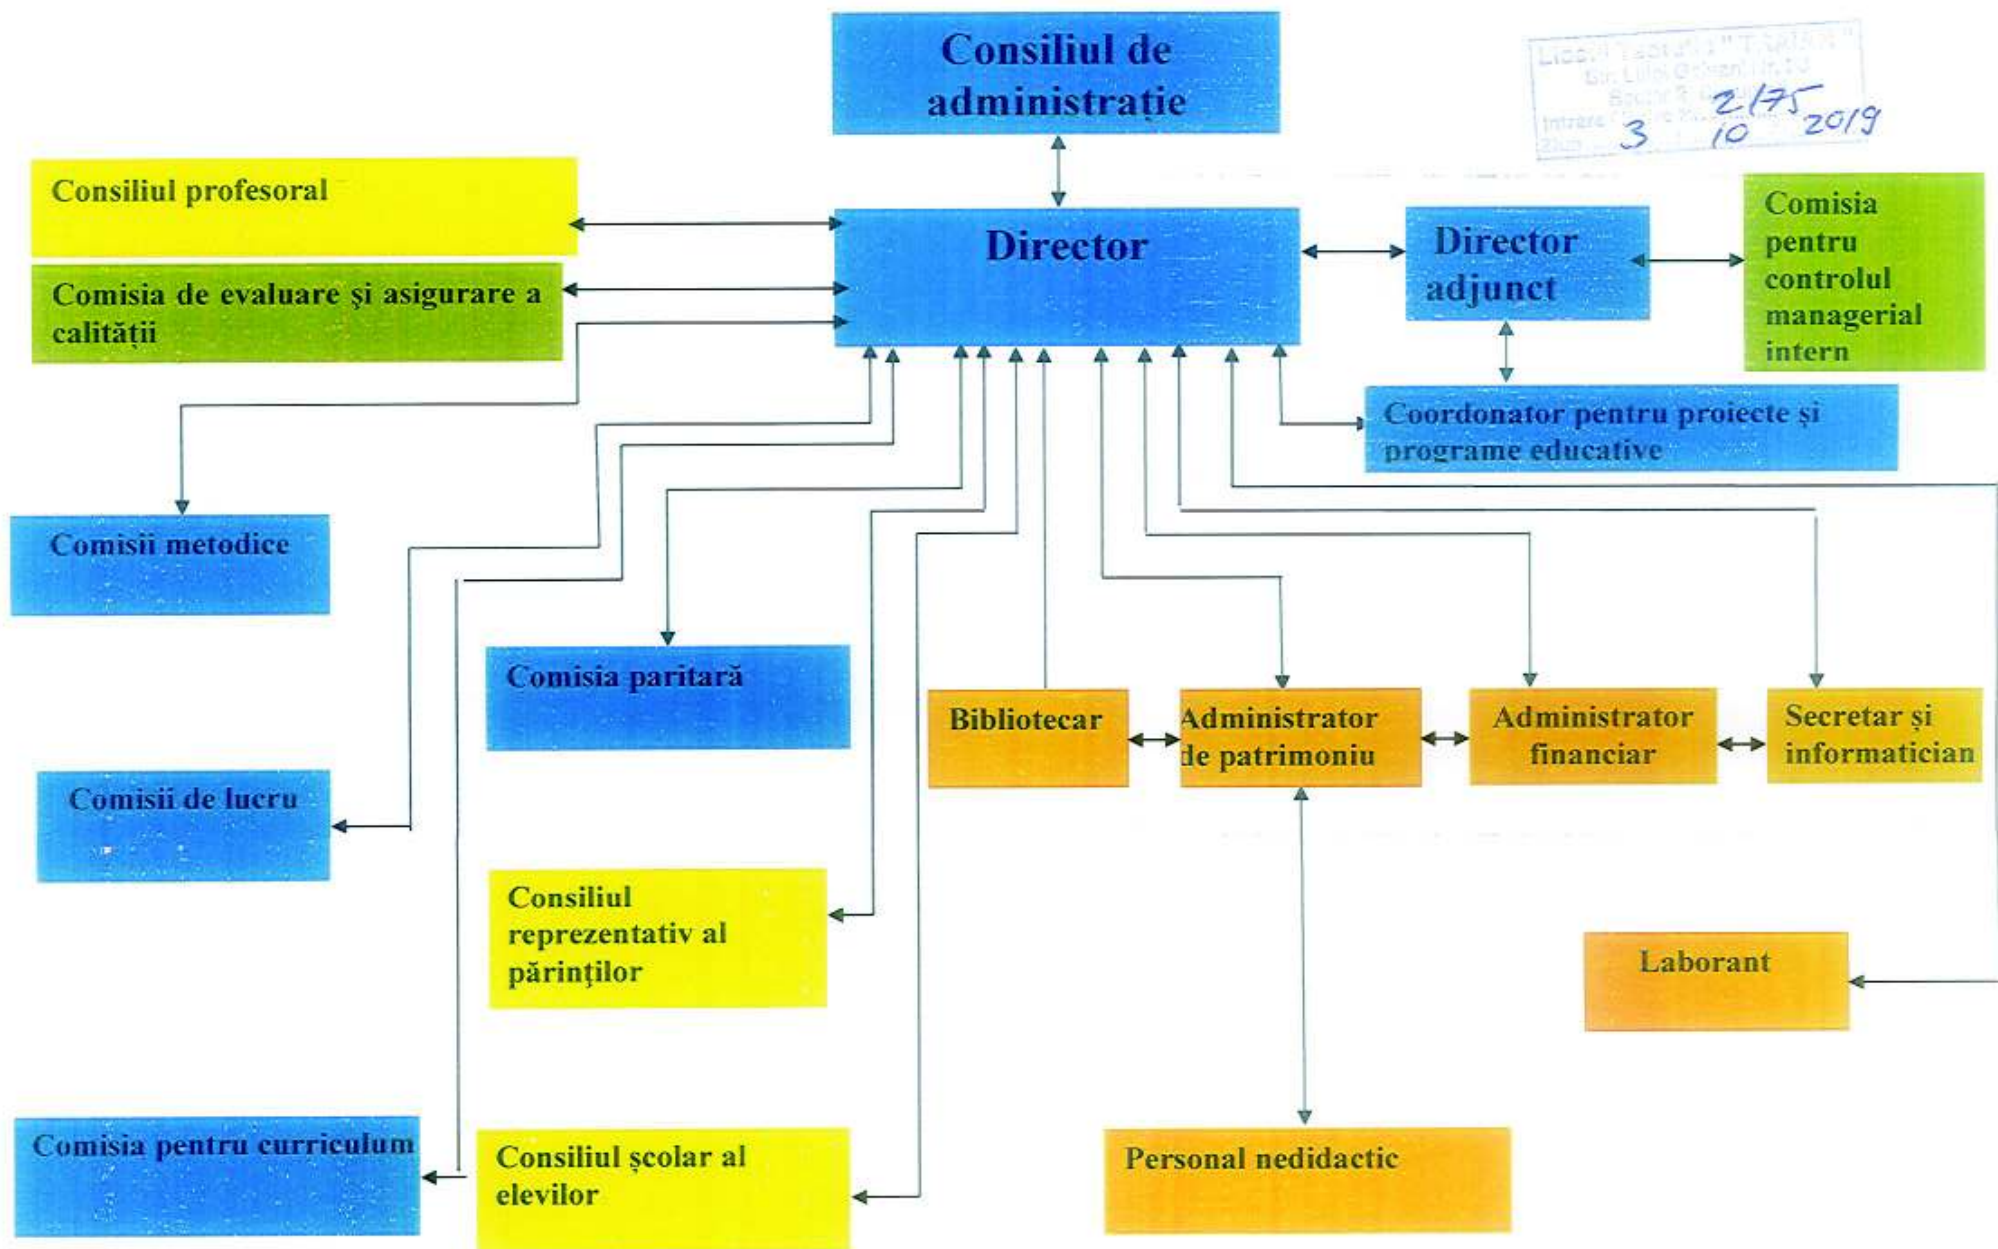 Consiliul de
administrație
2175
3 10 2019
Consiliul profesoral
Director
Director
adjunct
Comisia
pentru
controlul
managerial
intern
Comisia de evaluare şi asigurare a
calității
Coordonator pentru proiecte și
programe educative
Comisii metodice
Comisia paritară
Bibliotecar
Administrator
de patrimoniu
Administrator
financiar
Secretar și
informatician
Comisii de lucru
Consiliul
reprezentativ al
părinţilor
Laborant
Comisia pentru curriculum
Consiliul școlar al
elevilor
Personal nedidactic